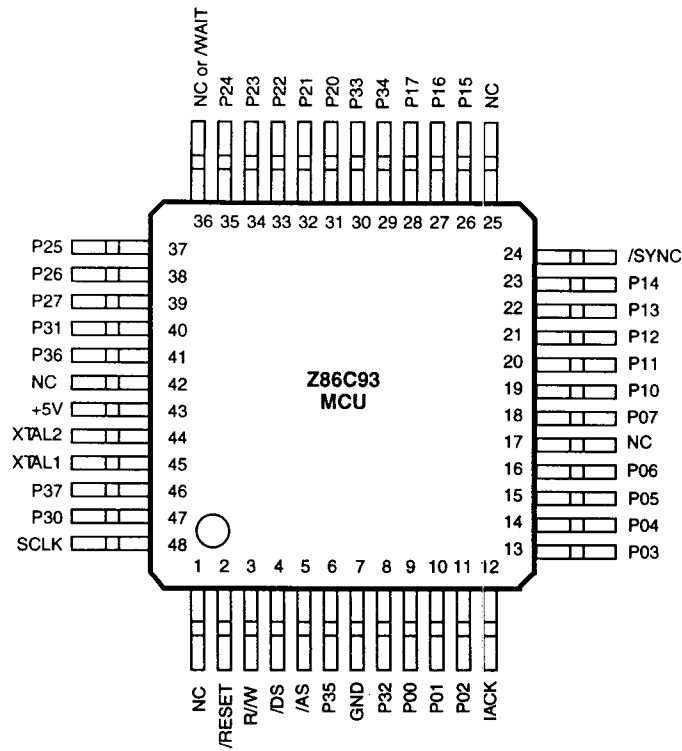 NC or /WAIT
P24
P23
P22
P21
P20
P33
P34
P17
P16
P15
NC
36 35 34 33 32 31 30 29 28 27 26 25
P25 37
P26 38
P27 39
P31 40
P36 41
NC 42
+5V 43
XTAL2 44
XTAL1 45
P37 46
P30 47
SCLK 48
Z86C93
MCU
24 /SYNC
23 P14
22 P13
21 P12
20 P11
19 P10
18 P07
17 NC
16 P06
15 P05
14 P04
13 P03
1 2 3 4 5 6 7 8 9 10 11 12
NC
/RESET
R//W
/DS
/AS
P35
GND
P32
P00
P01
P02
IACK